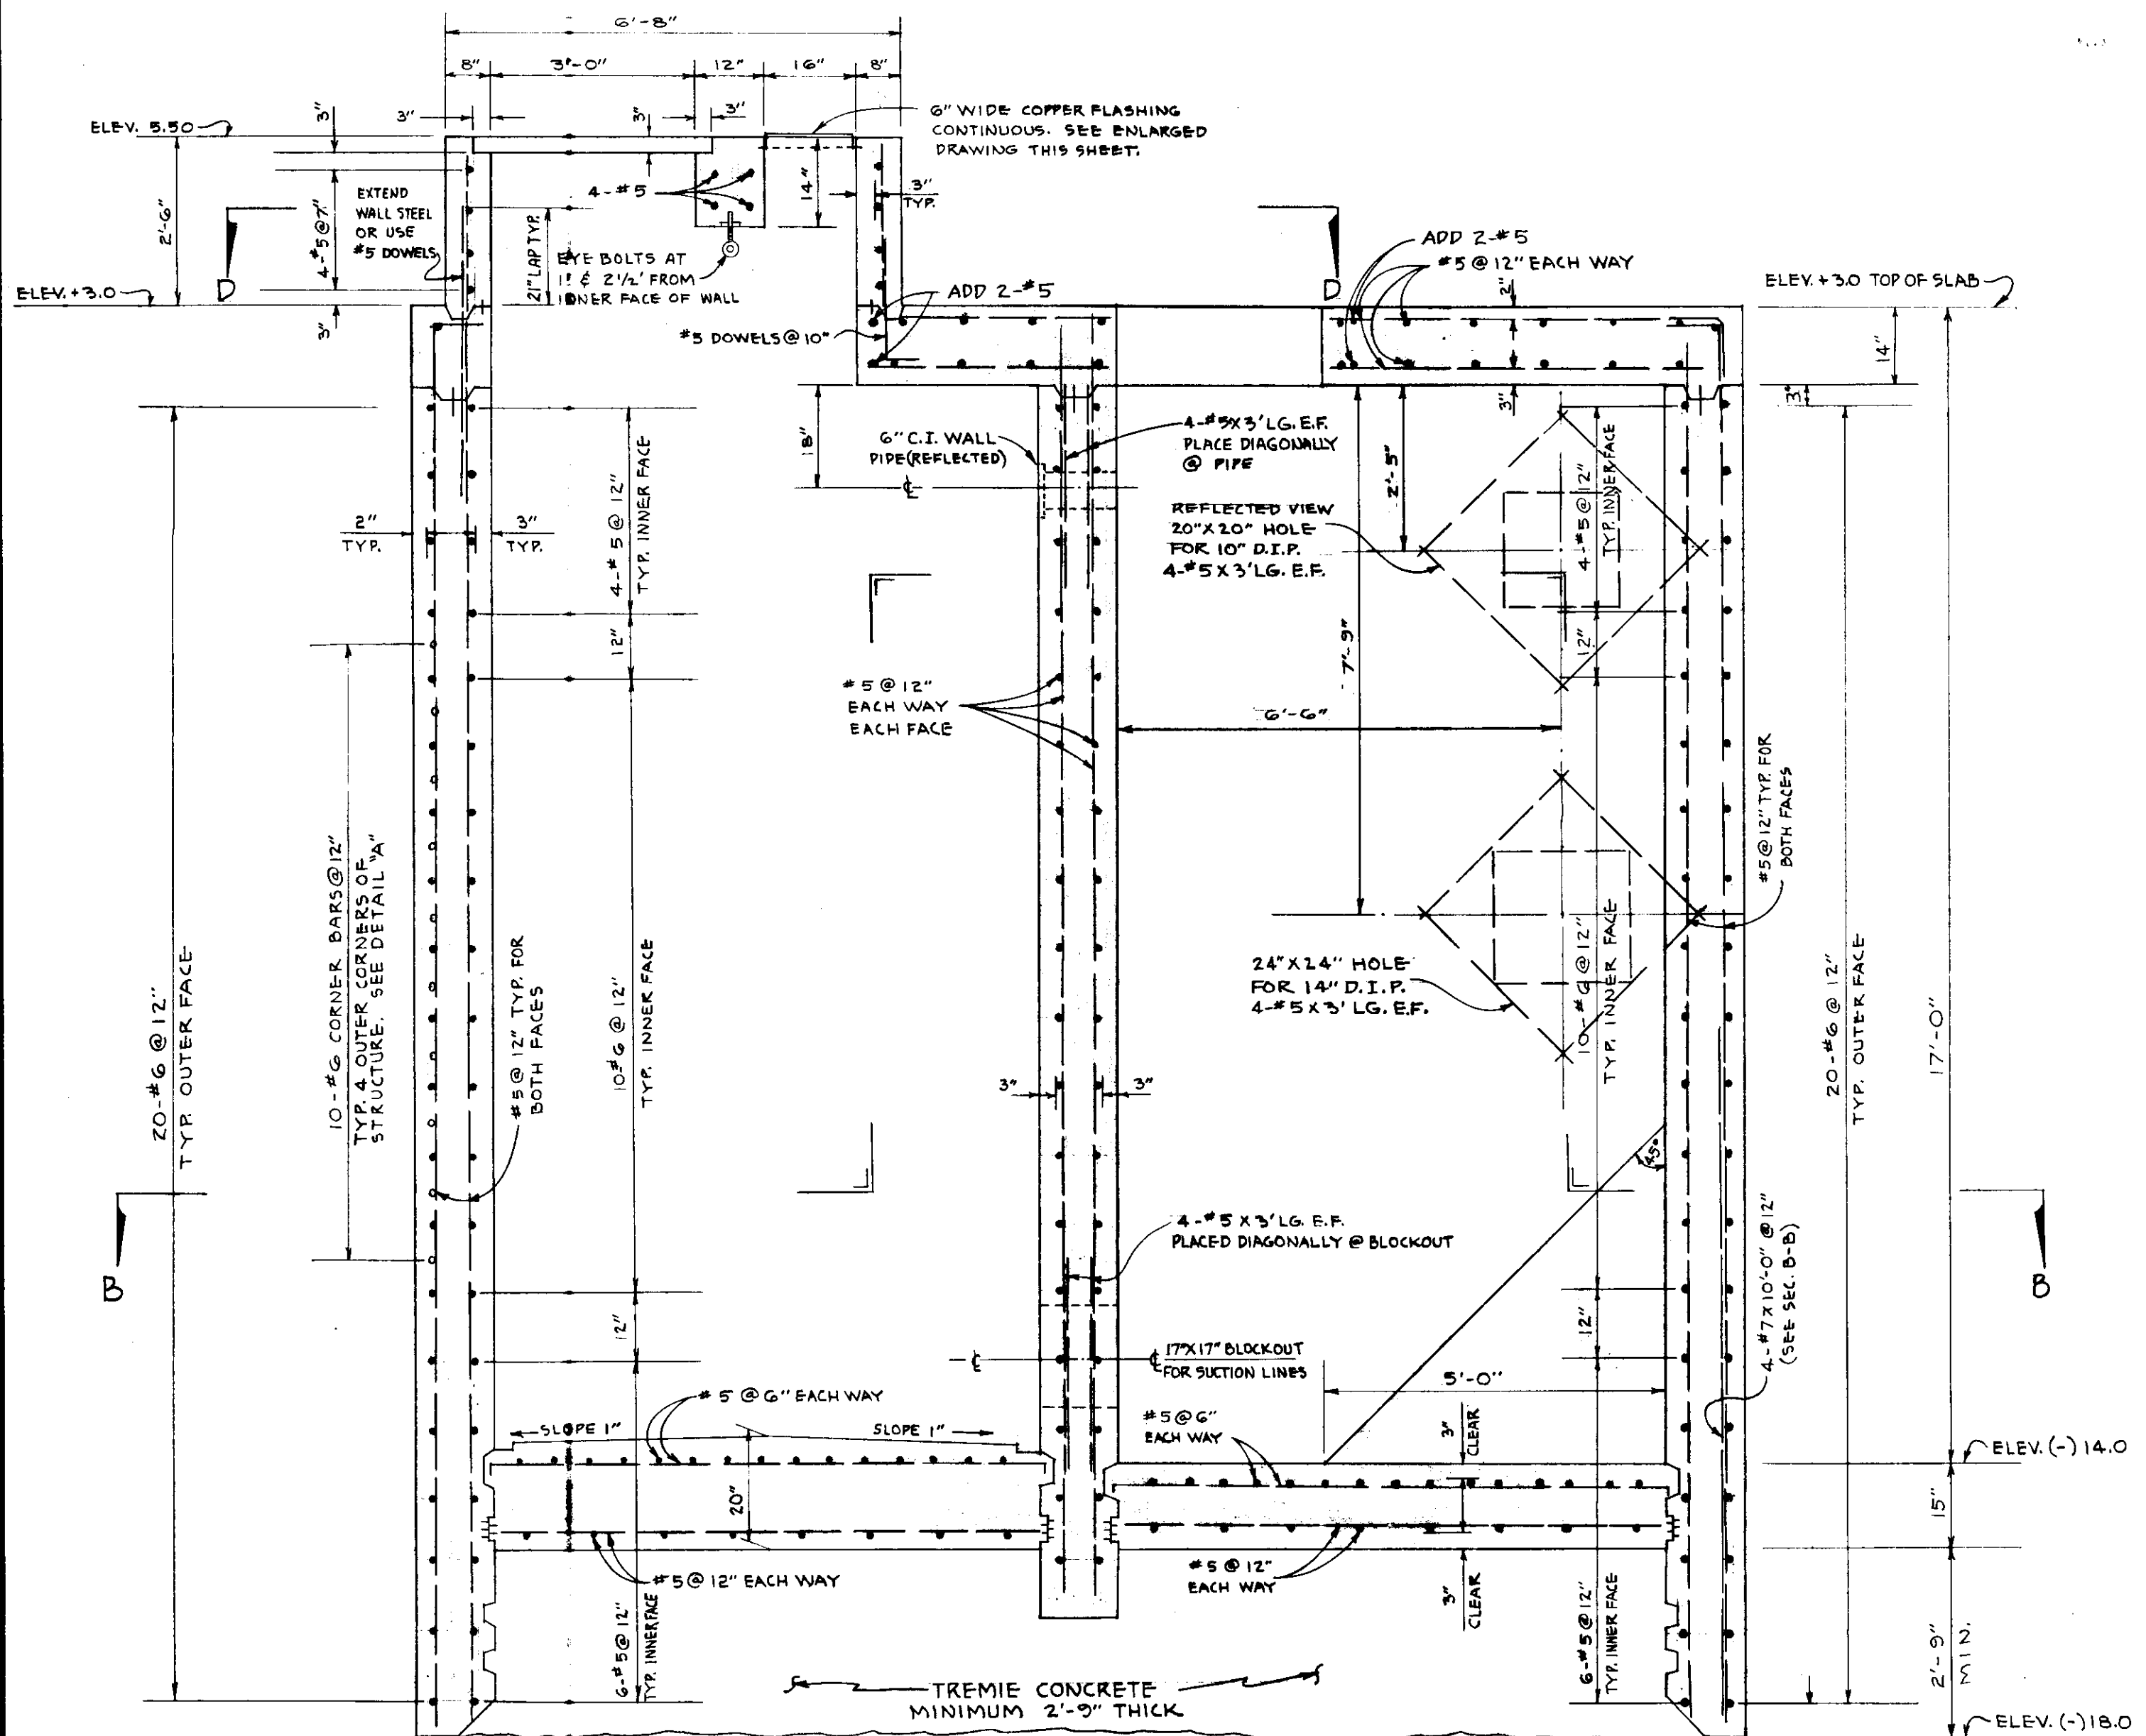 6'-8"
8"
3'-0"
12"
16"
8"
3"
3"
3"
3"
ELEV. 5.50
6" WIDE COPPER FLASHING
CONTINUOUS. SEE ENLARGED
DRAWING THIS SHEET.
2'-6"
4-#5@7"
EXTEND
WALL STEEL
OR USE
#5 DOWELS
4-#5
14"
3"
TYP.
21" LAP TYP.
EYE BOLTS AT
1' & 2 1/2' FROM
INNER FACE OF WALL
D
D
ADD 2-#5
#5 @ 12" EACH WAY
ELEV. +3.0
3"
ADD 2-#5
#5 DOWELS @ 10"
2"
ELEV. +3.0 TOP OF SLAB
14"
3"
3"
18"
6" C.I. WALL
PIPE (REFLECTED)
℄
4-#5X3' LG. E.F.
PLACE DIAGONALLY
@ PIPE
2'-5"
REFLECTED VIEW
20"X20" HOLE
FOR 10" D.I.P.
4-#5X3' LG. E.F.
2"
TYP.
3"
TYP.
4-#5@12"
TYP. INNER FACE
12"
4-#5@12"
TYP. INNER FACE
12"
7'-9"
#5 @ 12"
EACH WAY
EACH FACE
6'-6"
#5@12" TYP. FOR
BOTH FACES
20-#6 @ 12"
TYP. OUTER FACE
10-#6 CORNER BARS@12"
TYP. 4 OUTER CORNERS OF
STRUCTURE. SEE DETAIL "A"
#5@12" TYP. FOR
BOTH FACES
10-#6 @ 12"
TYP. INNER FACE
24"X24" HOLE
FOR 14" D.I.P.
4-#5X3' LG. E.F.
10-#6@12"
TYP. INNER FACE
20-#6 @ 12"
TYP. OUTER FACE
17'-0"
3"
3"
45°
B
B
4-#5 X 3' LG. E.F.
PLACED DIAGONALLY @ BLOCKOUT
4-#7x10'-0" @12"
(SEE SEC. B-B)
12"
12"
℄
℄
17"X17" BLOCKOUT
FOR SUCTION LINES
5'-0"
#5 @ 6" EACH WAY
SLOPE 1"
SLOPE 1"
#5@6"
EACH WAY
3"
CLEAR
ELEV. (-) 14.0
20"
15"
#5@12" EACH WAY
#5 @ 12"
EACH WAY
3"
CLEAR
6-#5@12"
TYP. INNER FACE
6-#5@12"
TYP. INNER FACE
2'-9"
MIN.
TREMIE CONCRETE
MINIMUM 2'-9" THICK
ELEV. (-) 18.0